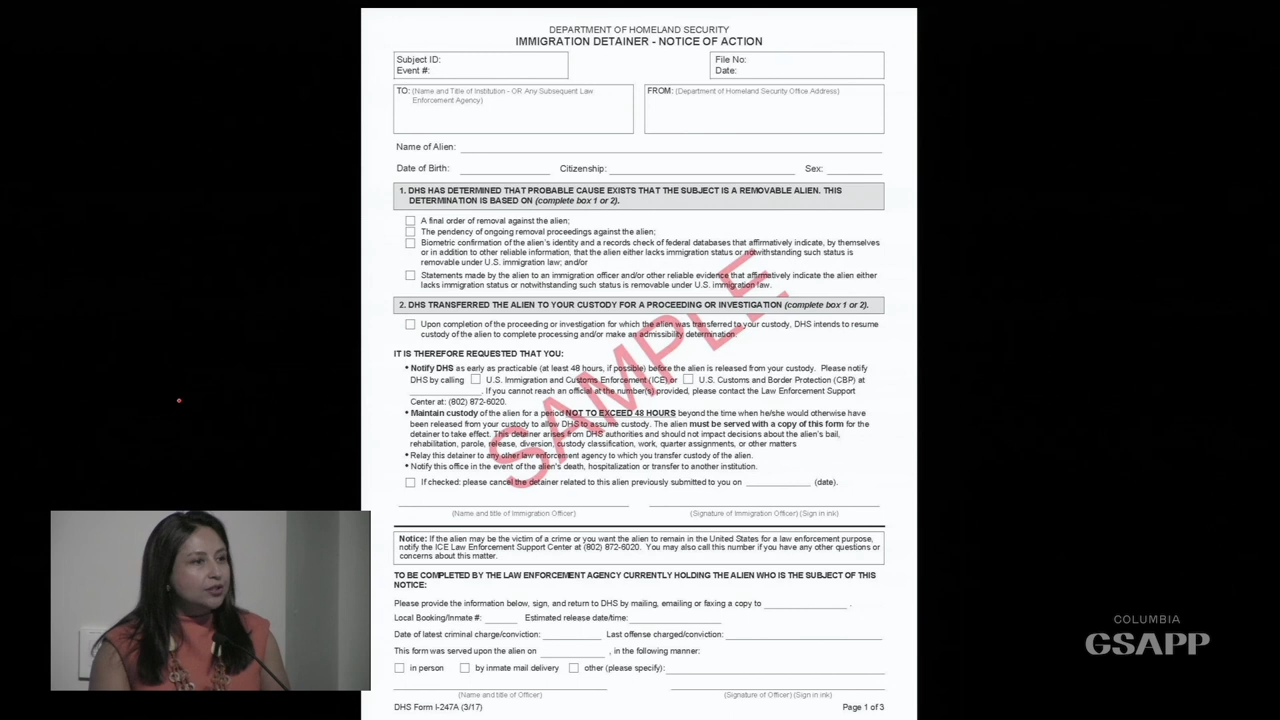 DEPARTMENT OF HOMELAND SECURITY
IMMIGRATION DETAINER - NOTICE OF ACTION
Subject ID:
Event #:
File No:
Date:
TO: (Name and Title of Institution - OR Any Subsequent Law
Enforcement Agency)
FROM: (Department of Homeland Security Office Address)
Name of Alien:
Date of Birth: Citizenship: Sex:
1. DHS HAS DETERMINED THAT PROBABLE CAUSE EXISTS THAT THE SUBJECT IS A REMOVABLE ALIEN. THIS
DETERMINATION IS BASED ON (complete box 1 or 2).
A final order of removal against the alien;
The pendency of ongoing removal proceedings against the alien;
Biometric confirmation of the alien's identity and a records check of federal databases that affirmatively indicate, by themselves
or in addition to other reliable information, that the alien either lacks immigration status or notwithstanding such status is
removable under U.S. immigration law; and/or
Statements made by the alien to an immigration officer and/or other reliable evidence that affirmatively indicate the alien either
lacks immigration status or notwithstanding such status is removable under U.S. immigration law.
2. DHS TRANSFERRED THE ALIEN TO YOUR CUSTODY FOR A PROCEEDING OR INVESTIGATION (complete box 1 or 2).
Upon completion of the proceeding or investigation for which the alien was transferred to your custody, DHS intends to resume
custody of the alien to complete processing and/or make an admissibility determination.
IT IS THEREFORE REQUESTED THAT YOU:
• Notify DHS as early as practicable (at least 48 hours, if possible) before the alien is released from your custody. Please notify
DHS by calling U.S. Immigration and Customs Enforcement (ICE) or U.S. Customs and Border Protection (CBP) at
. If you cannot reach an official at the number(s) provided, please contact the Law Enforcement Support
Center at: (802) 872-6020.
• Maintain custody of the alien for a period NOT TO EXCEED 48 HOURS beyond the time when he/she would otherwise have
been released from your custody to allow DHS to assume custody. The alien must be served with a copy of this form for the
detainer to take effect. This detainer arises from DHS authorities and should not impact decisions about the alien's bail,
rehabilitation, parole, release, diversion, custody classification, work, quarter assignments, or other matters
• Relay this detainer to any other law enforcement agency to which you transfer custody of the alien.
• Notify this office in the event of the alien's death, hospitalization or transfer to another institution.
If checked: please cancel the detainer related to this alien previously submitted to you on (date).
SAMPLE
(Name and title of Immigration Officer) (Signature of Immigration Officer) (Sign in ink)
Notice: If the alien may be the victim of a crime or you want the alien to remain in the United States for a law enforcement purpose,
notify the ICE Law Enforcement Support Center at (802) 872-6020. You may also call this number if you have any other questions or
concerns about this matter.
TO BE COMPLETED BY THE LAW ENFORCEMENT AGENCY CURRENTLY HOLDING THE ALIEN WHO IS THE SUBJECT OF THIS
NOTICE:
Please provide the information below, sign, and return to DHS by mailing, emailing or faxing a copy to .
Local Booking/Inmate #: Estimated release date/time:
Date of latest criminal charge/conviction: Last offense charged/conviction:
This form was served upon the alien on , in the following manner:
in person by inmate mail delivery other (please specify):
(Name and title of Officer) (Signature of Officer) (Sign in ink)
DHS Form I-247A (3/17) Page 1 of 3
COLUMBIA
GSAPP